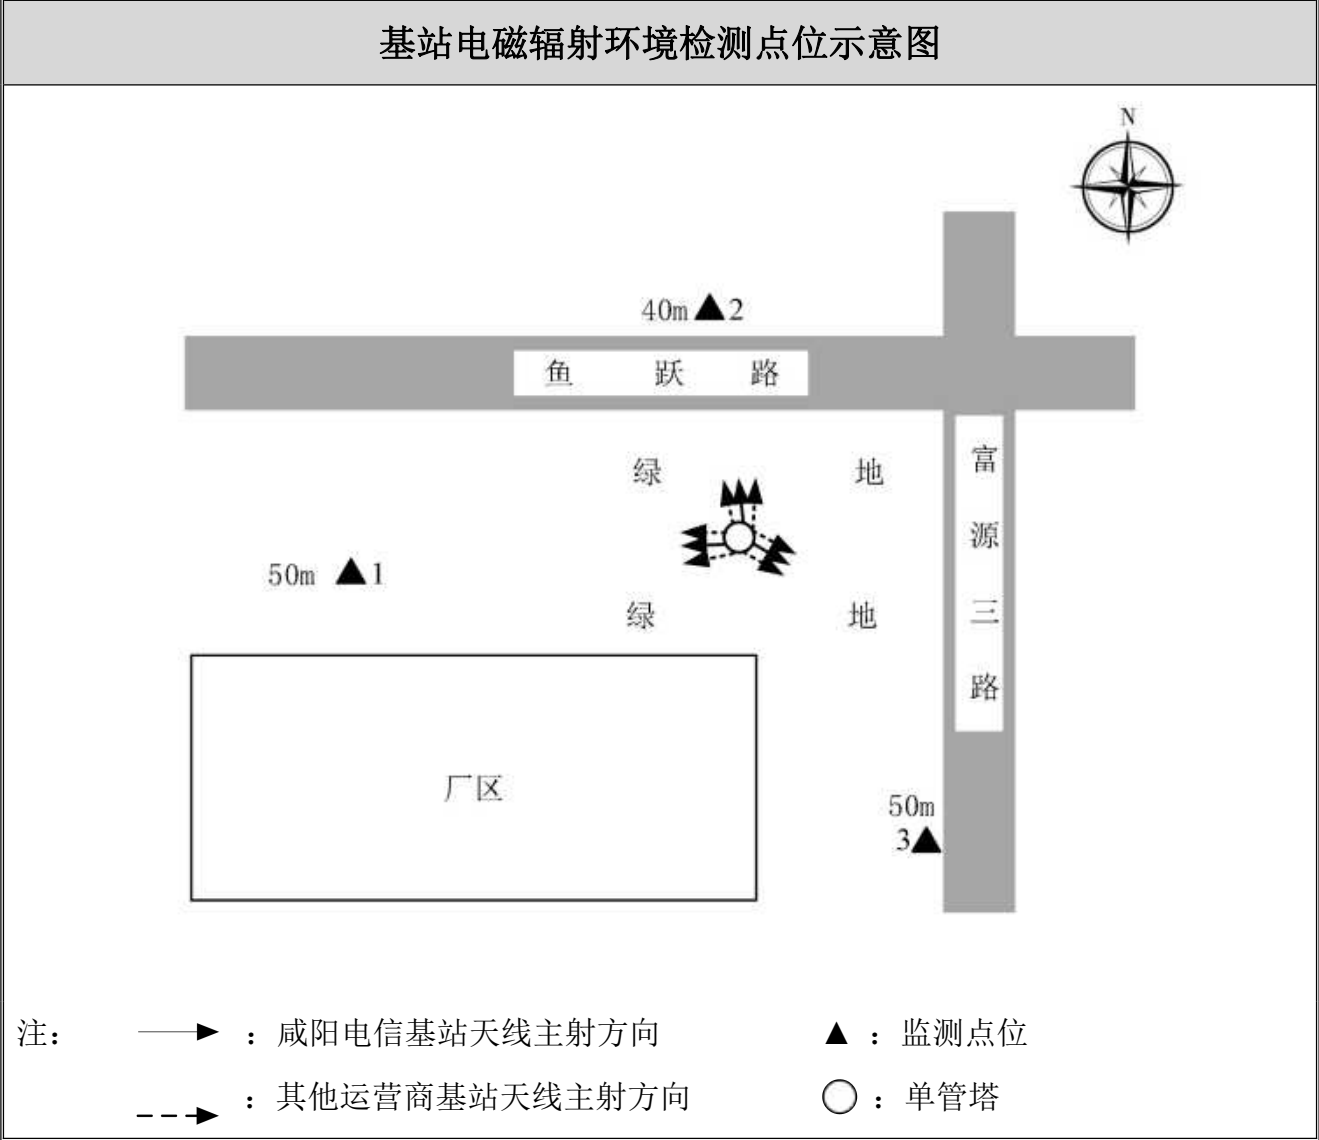 基站电磁辐射环境检测点位示意图
N
40m ▲2
鱼 跃 路
绿 地
富源三路
50m ▲1
绿 地
厂区
50m
3▲
注： ：咸阳电信基站天线主射方向 ▲：监测点位
：其他运营商基站天线主射方向 ：单管塔